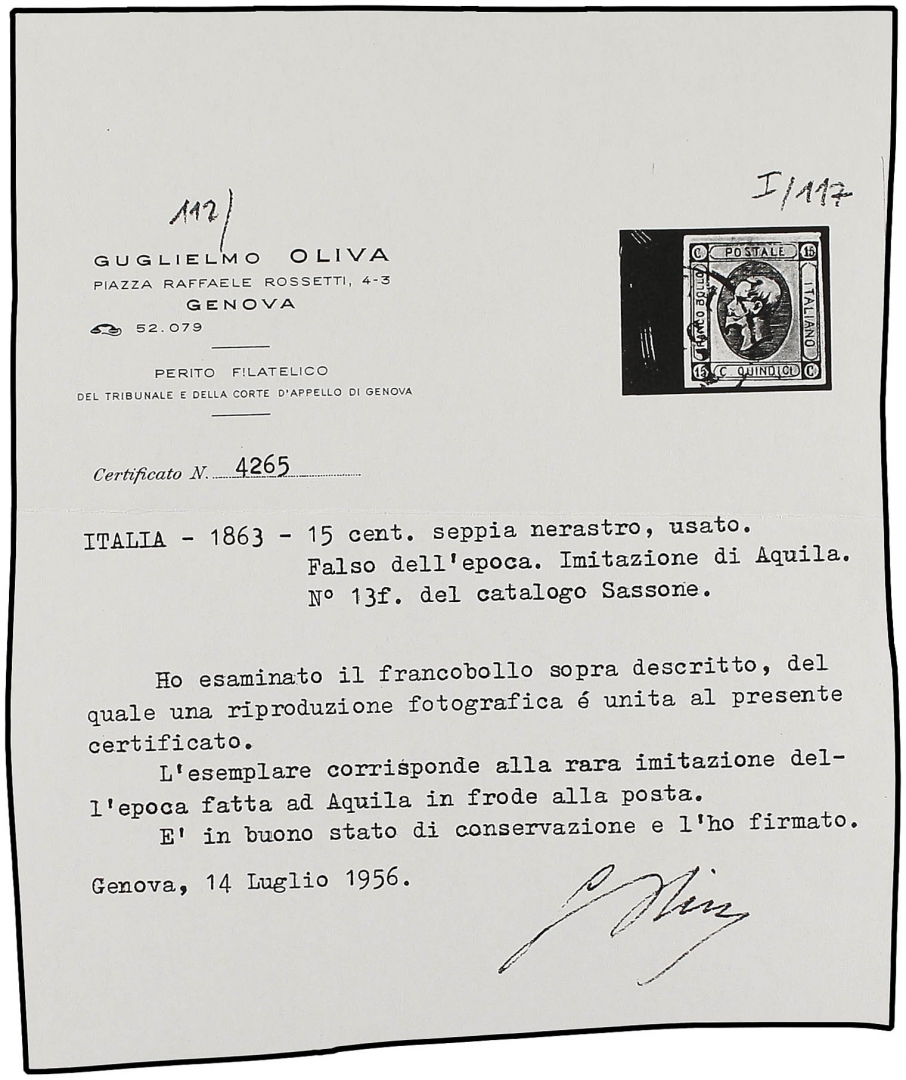 112/
I/117
GUGLIELMO OLIVA
PIAZZA RAFFAELE ROSSETTI, 4-3
GENOVA
52.079
PERITO FILATELICO
DEL TRIBUNALE E DELLA CORTE D'APPELLO DI GENOVA
C POSTALE 15
FRANCO BOLLO
ITALIANO
15 C QUINDICI C
Certificato N. 4265
ITALIA - 1863 - 15 cent. seppia nerastro, usato.
Falso dell'epoca. Imitazione di Aquila.
Nº 13f. del catalogo Sassone.
Ho esaminato il francobollo sopra descritto, del
quale una riproduzione fotografica é unita al presente
certificato.
L'esemplare corrisponde alla rara imitazione del-
l'epoca fatta ad Aquila in frode alla posta.
E' in buono stato di conservazione e l'ho firmato.
Genova, 14 Luglio 1956.